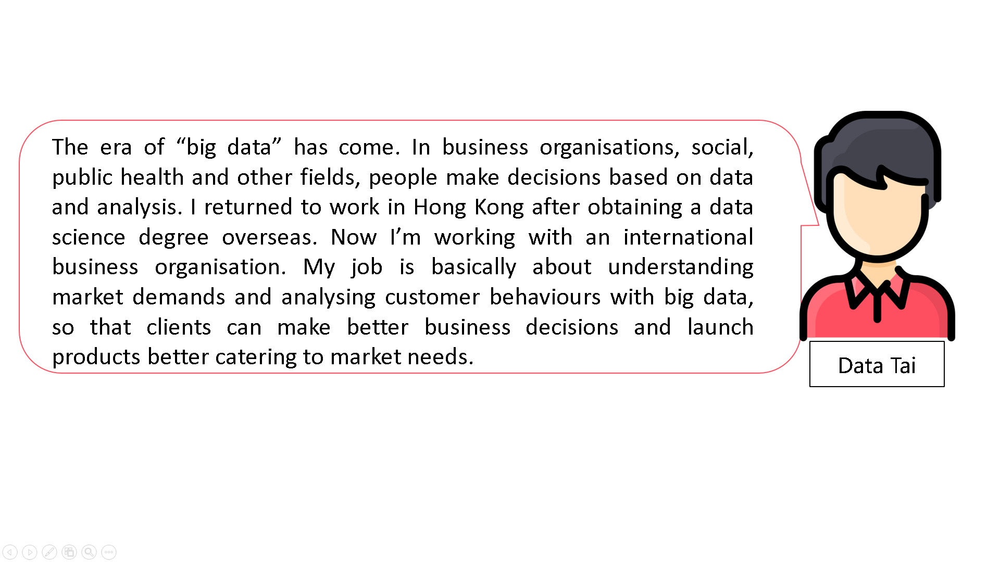 The era of “big data” has come. In business organisations, social,
public health and other fields, people make decisions based on data
and analysis. I returned to work in Hong Kong after obtaining a data
science degree overseas. Now I’m working with an international
business organisation. My job is basically about understanding
market demands and analysing customer behaviours with big data,
so that clients can make better business decisions and launch
products better catering to market needs.
Data Tai